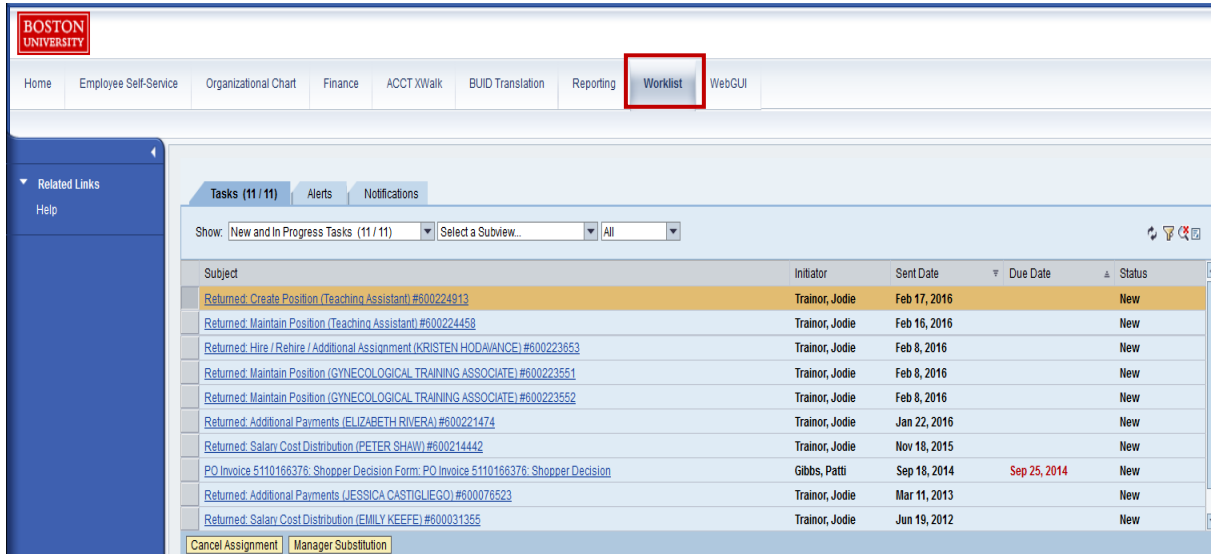 BOSTON
UNIVERSITY
Home Employee Self-Service Organizational Chart Finance ACCT XWalk BUID Translation Reporting Worklist WebGUI
Related Links
Help
Tasks (11 / 11) Alerts Notifications
Show: New and In Progress Tasks (11 / 11) Select a Subview... All
Subject Initiator Sent Date Due Date Status
Returned: Create Position (Teaching Assistant) #600224913 Trainor, Jodie Feb 17, 2016 New
Returned: Maintain Position (Teaching Assistant) #600224458 Trainor, Jodie Feb 16, 2016 New
Returned: Hire / Rehire / Additional Assignment (KRISTEN HODAVANCE) #600223653 Trainor, Jodie Feb 8, 2016 New
Returned: Maintain Position (GYNECOLOGICAL TRAINING ASSOCIATE) #600223551 Trainor, Jodie Feb 8, 2016 New
Returned: Maintain Position (GYNECOLOGICAL TRAINING ASSOCIATE) #600223552 Trainor, Jodie Feb 8, 2016 New
Returned: Additional Payments (ELIZABETH RIVERA) #600221474 Trainor, Jodie Jan 22, 2016 New
Returned: Salary Cost Distribution (PETER SHAW) #600214442 Trainor, Jodie Nov 18, 2015 New
PO Invoice 5110166376: Shopper Decision Form: PO Invoice 5110166376: Shopper Decision Gibbs, Patti Sep 18, 2014 Sep 25, 2014 New
Returned: Additional Payments (JESSICA CASTIGLIEGO) #600076523 Trainor, Jodie Mar 11, 2013 New
Returned: Salary Cost Distribution (EMILY KEEFE) #600031355 Trainor, Jodie Jun 19, 2012 New
Cancel Assignment Manager Substitution